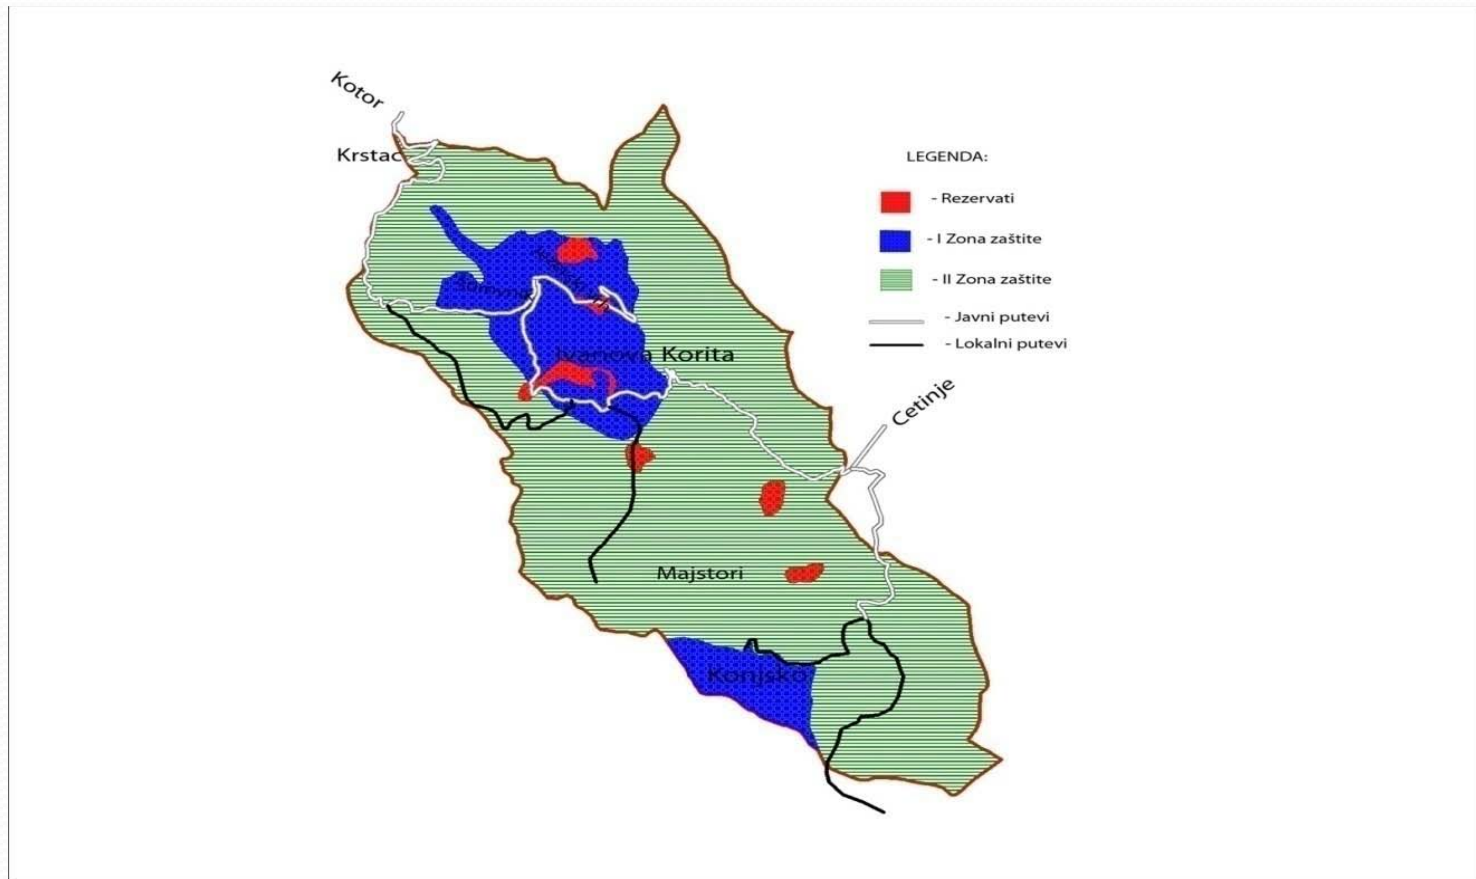 Kotor
Krstac
LEGENDA:
- Rezervati
- I Zona zaštite
- II Zona zaštite
- Javni putevi
- Lokalni putevi
Ivanova Korita
Cetinje
Majstori
Konjsko